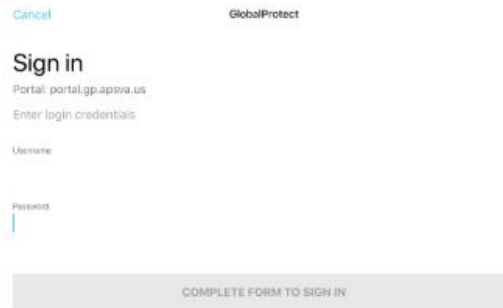 Cancel
GlobalProtect
Sign in
Portal: portal.gp.apsva.us
Enter login credentials
Username
Password
COMPLETE FORM TO SIGN IN